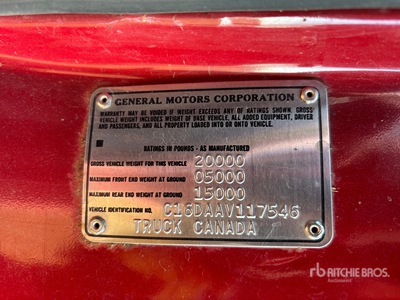 GENERAL MOTORS CORPORATION
WARRANTY MAY BE VOIDED IF WEIGHT EXCEEDS ANY OF RATINGS SHOWN. GROSS
VEHICLE WEIGHT INCLUDES WEIGHT OF BASE VEHICLE, ALL ADDED EQUIPMENT, DRIVER
AND PASSENGERS, AND ALL PROPERTY LOADED INTO OR ONTO VEHICLE.
RATINGS IN POUNDS - AS MANUFACTURED
GROSS VEHICLE WEIGHT FOR THIS VEHICLE 20000
MAXIMUM FRONT END WEIGHT AT GROUND 05000
MAXIMUM REAR END WEIGHT AT GROUND 15000
VEHICLE IDENTIFICATION NO. C16DAAV117546
TRUCK CANADA
rb RITCHIE BROS.